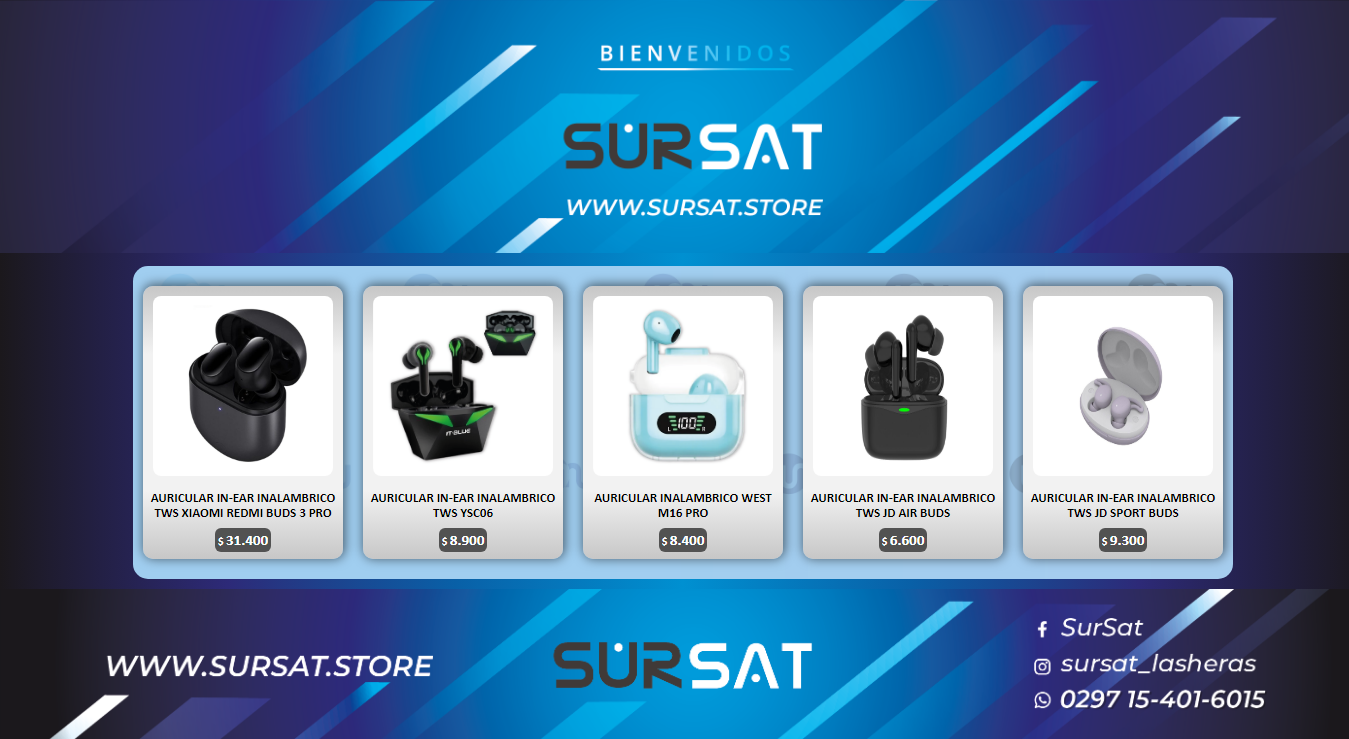 BIENVENIDOS
SURSAT
WWW.SURSAT.STORE
IT-BLUE
100
L R
AURICULAR IN-EAR INALAMBRICO
TWS XIAOMI REDMI BUDS 3 PRO
$ 31.400
AURICULAR IN-EAR INALAMBRICO
TWS YSC06
$ 8.900
AURICULAR INALAMBRICO WEST
M16 PRO
$ 8.400
AURICULAR IN-EAR INALAMBRICO
TWS JD AIR BUDS
$ 6.600
AURICULAR IN-EAR INALAMBRICO
TWS JD SPORT BUDS
$ 9.300
WWW.SURSAT.STORE
SURSAT
SurSat
sursat_lasheras
0297 15-401-6015